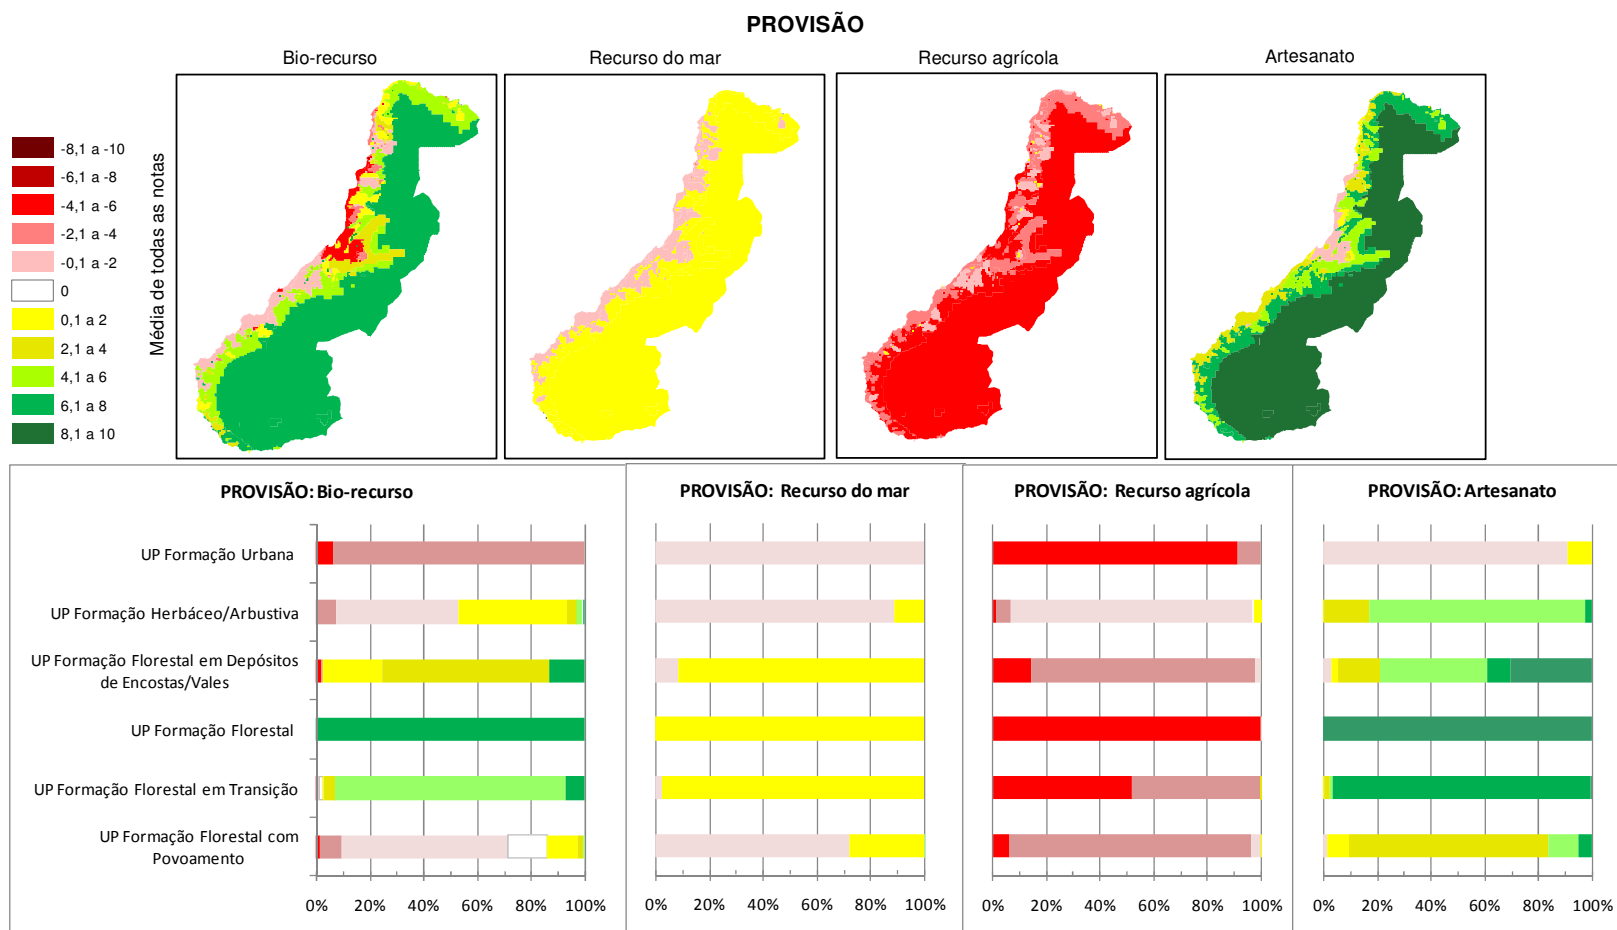 PROVISÃO
Bio-recurso
Recurso do mar
Recurso agrícola
Artesanato
-8,1 a -10
-6,1 a -8
-4,1 a -6
-2,1 a -4
-0,1 a -2
0
0,1 a 2
2,1 a 4
4,1 a 6
6,1 a 8
8,1 a 10
Média de todas as notas
PROVISÃO: Bio-recurso
PROVISÃO: Recurso do mar
PROVISÃO: Recurso agrícola
PROVISÃO: Artesanato
UP Formação Urbana
UP Formação Herbáceo/Arbustiva
UP Formação Florestal em Depósitos
de Encostas/Vales
UP Formação Florestal
UP Formação Florestal em Transição
UP Formação Florestal com
Povoamento
0% 20% 40% 60% 80% 100%
0% 20% 40% 60% 80% 100%
0% 20% 40% 60% 80% 100%
0% 20% 40% 60% 80% 100%